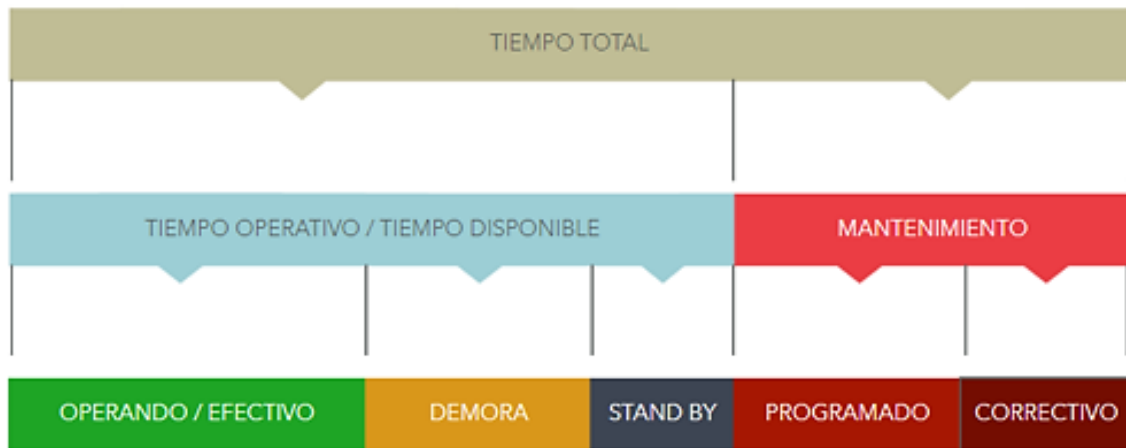 TIEMPO TOTAL
TIEMPO OPERATIVO / TIEMPO DISPONIBLE
MANTENIMIENTO
OPERANDO / EFECTIVO
DEMORA
STAND BY
PROGRAMADO
CORRECTIVO